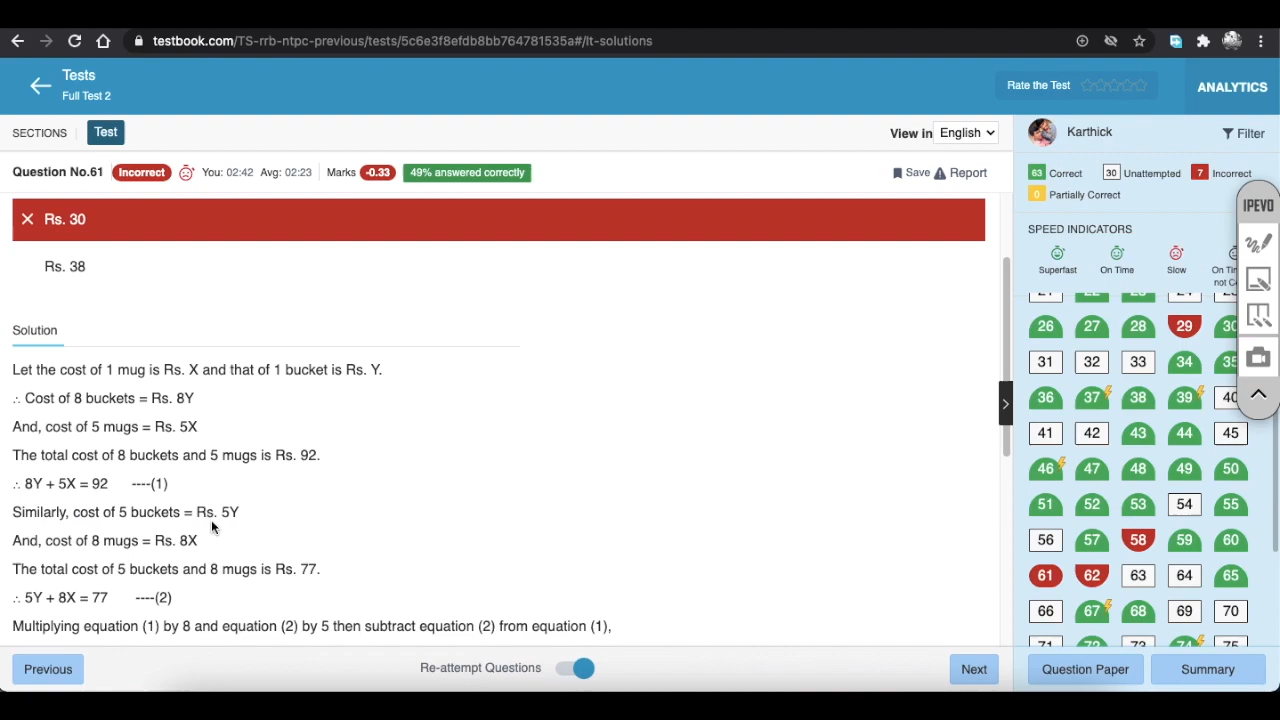 testbook.com/TS-rrb-ntpc-previous/tests/5c6e3f8efdb8bb764781535a#/lt-solutions
Tests
Full Test 2
Rate the Test
ANALYTICS
SECTIONS
Test
View in English
Karthick
Filter
Question No.61 Incorrect You: 02:42 Avg: 02:23 Marks -0.33 49% answered correctly
Save Report
63 Correct 30 Unattempted 7 Incorrect
0 Partially Correct
IPEVO
Rs. 30
Rs. 38
SPEED INDICATORS
Superfast On Time Slow
Solution
Let the cost of 1 mug is Rs. X and that of 1 bucket is Rs. Y.
∴ Cost of 8 buckets = Rs. 8Y
And, cost of 5 mugs = Rs. 5X
The total cost of 8 buckets and 5 mugs is Rs. 92.
∴ 8Y + 5X = 92 ----(1)
Similarly, cost of 5 buckets = Rs. 5Y
And, cost of 8 mugs = Rs. 8X
The total cost of 5 buckets and 8 mugs is Rs. 77.
∴ 5Y + 8X = 77 ----(2)
Multiplying equation (1) by 8 and equation (2) by 5 then subtract equation (2) from equation (1),
26 27 28 29 30
31 32 33 34 35
36 37 38 39 40
41 42 43 44 45
46 47 48 49 50
51 52 53 54 55
56 57 58 59 60
61 62 63 64 65
66 67 68 69 70
Previous
Re-attempt Questions
Next
Question Paper
Summary